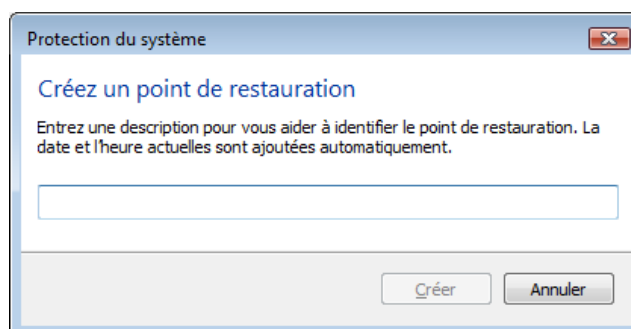 Protection du système
Créez un point de restauration
Entrez une description pour vous aider à identifier le point de restauration. La
date et l'heure actuelles sont ajoutées automatiquement.
Créer
Annuler